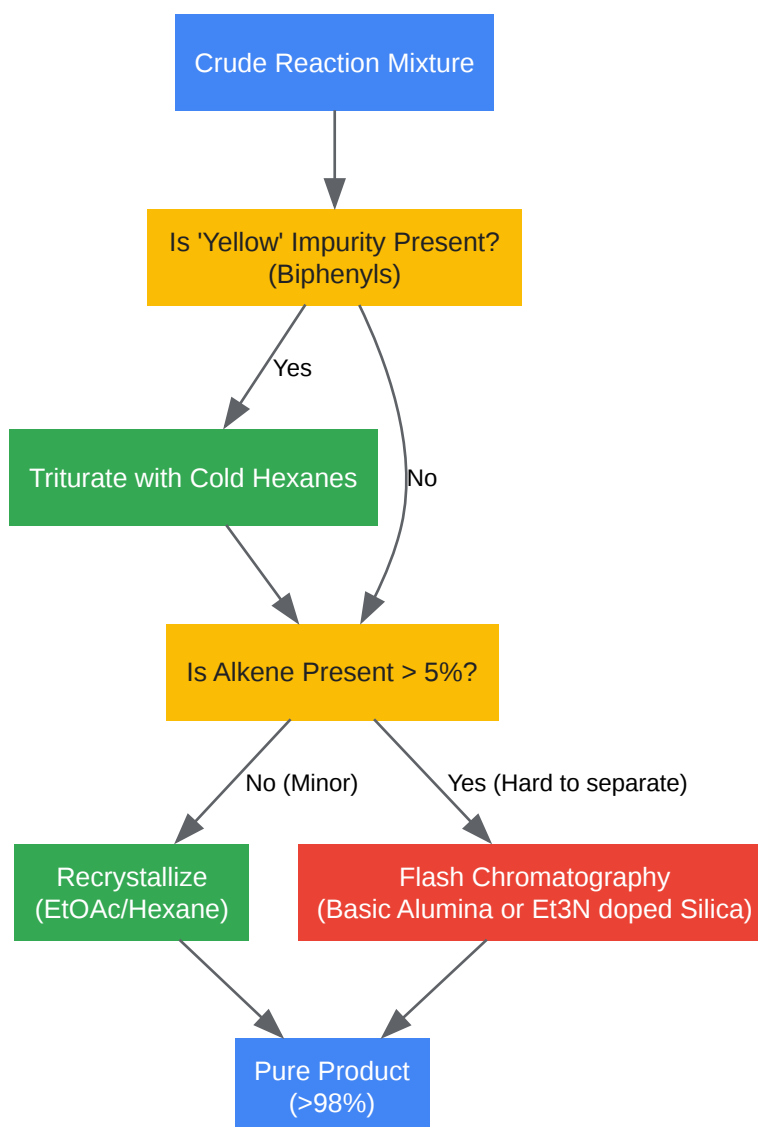 Crude Reaction Mixture
Is 'Yellow' Impurity Present?
(Biphenyls)
Yes
Triturate with Cold Hexanes
No
Is Alkene Present > 5%?
No (Minor)
Yes (Hard to separate)
Recrystallize
(EtOAc/Hexane)
Flash Chromatography
(Basic Alumina or Et3N doped Silica)
Pure Product
(>98%)